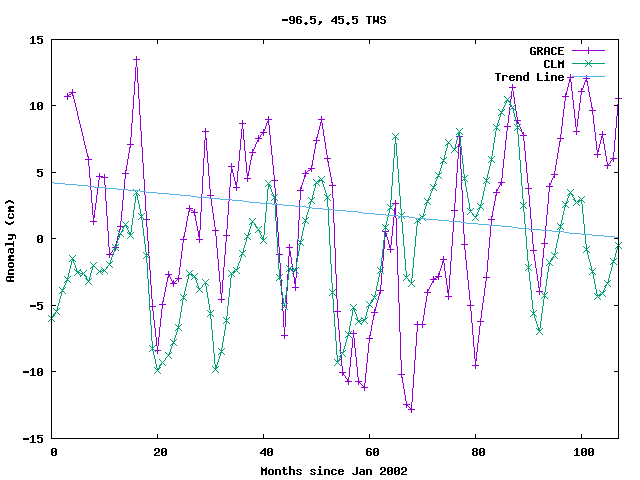 -96.5, 45.5 TWS
GRACE
CLM
Trend Line
15
10
5
0
-5
-10
-15
Anomaly (cm)
0 20 40 60 80 100
Months since Jan 2002